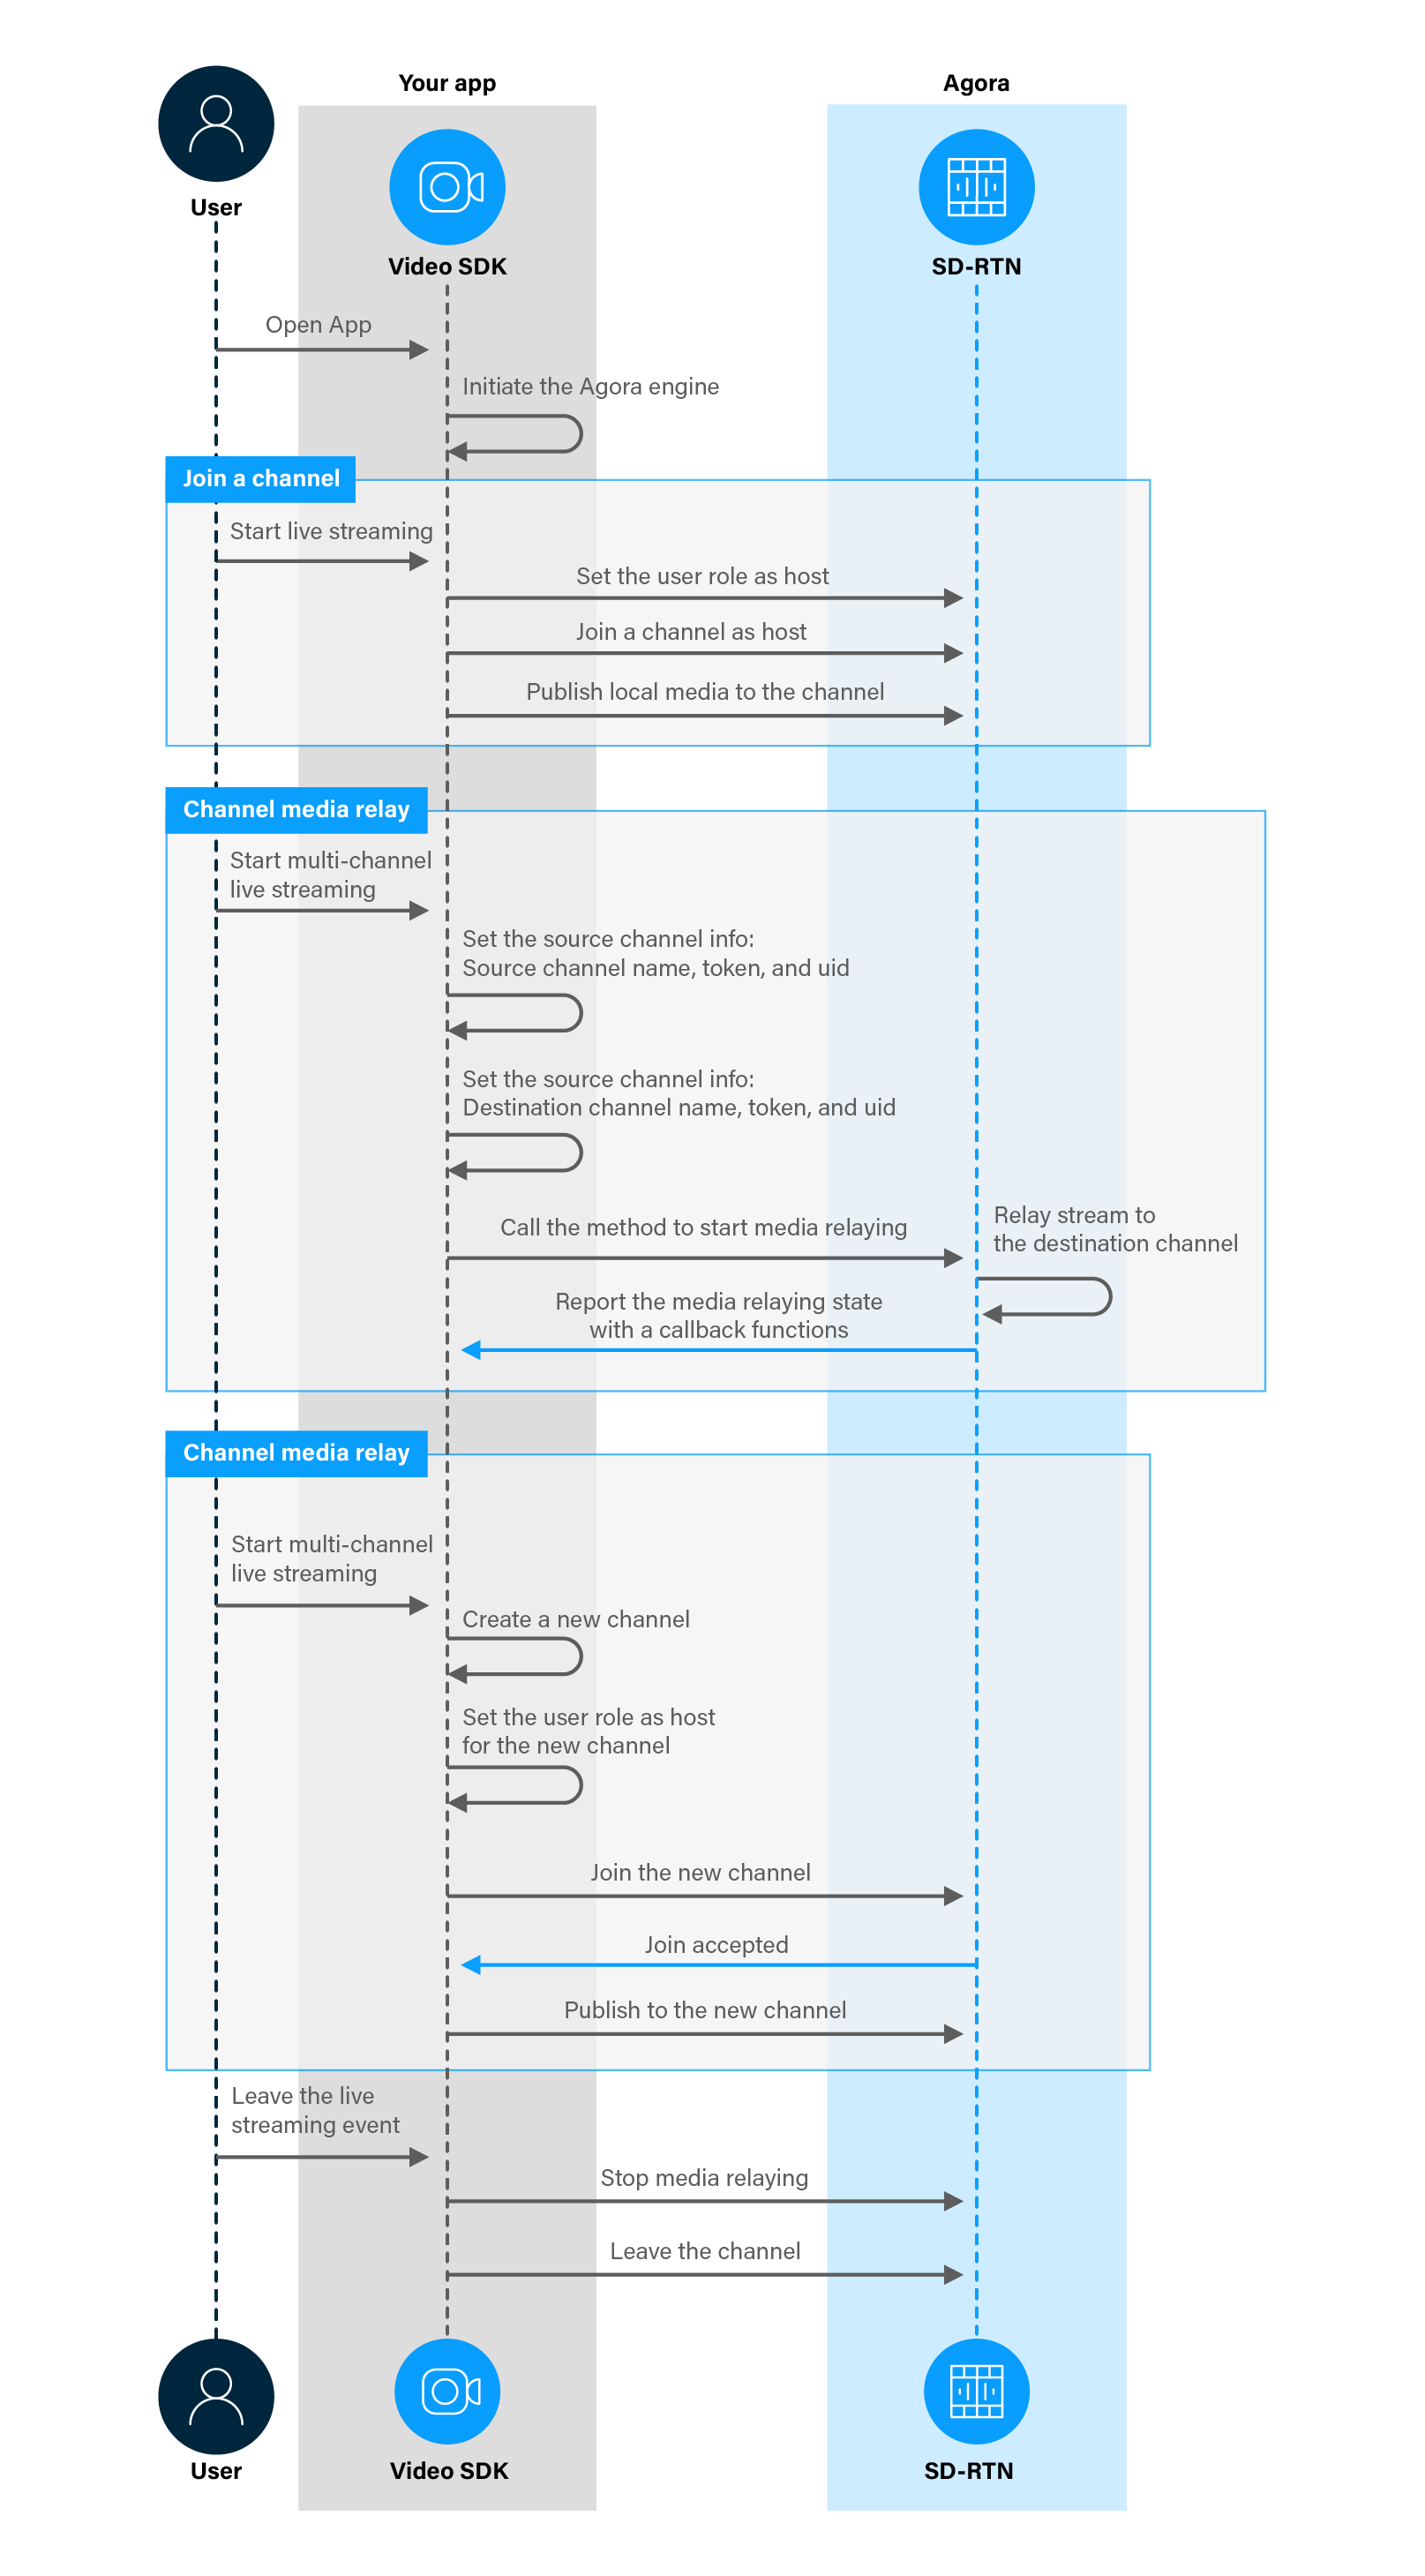 Your app
Agora
User
Video SDK
SD-RTN
Open App
Initiate the Agora engine
Join a channel
Start live streaming
Set the user role as host
Join a channel as host
Publish local media to the channel
Channel media relay
Start multi-channel
live streaming
Set the source channel info:
Source channel name, token, and uid
Set the source channel info:
Destination channel name, token, and uid
Call the method to start media relaying
Relay stream to
the destination channel
Report the media relaying state
with a callback functions
Channel media relay
Start multi-channel
live streaming
Create a new channel
Set the user role as host
for the new channel
Join the new channel
Join accepted
Publish to the new channel
Leave the live
streaming event
Stop media relaying
Leave the channel
User
Video SDK
SD-RTN